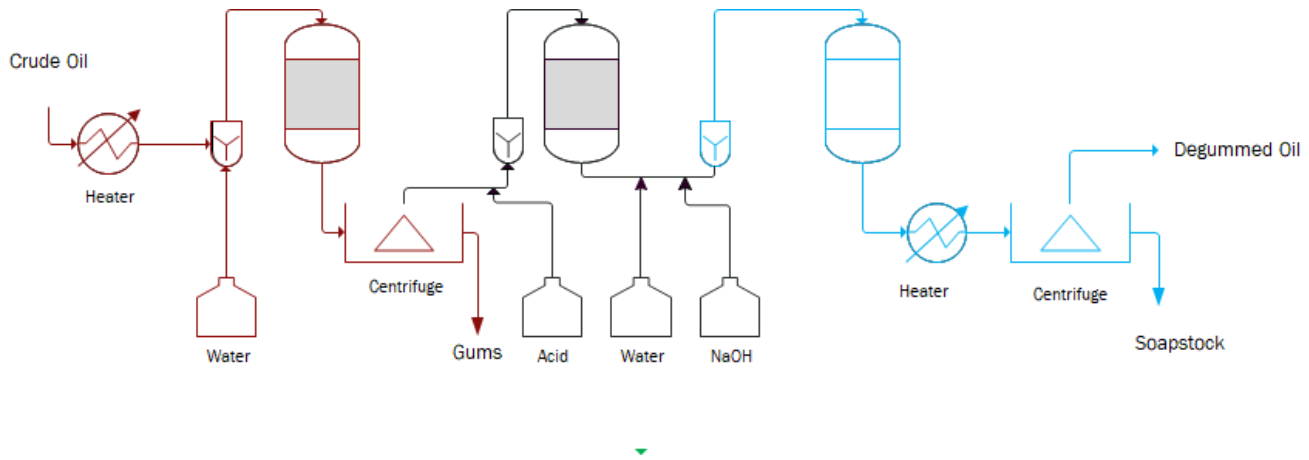 Crude Oil
Heater
Water
Centrifuge
Gums
Acid
Water
NaOH
Heater
Centrifuge
Degummed Oil
Soapstock